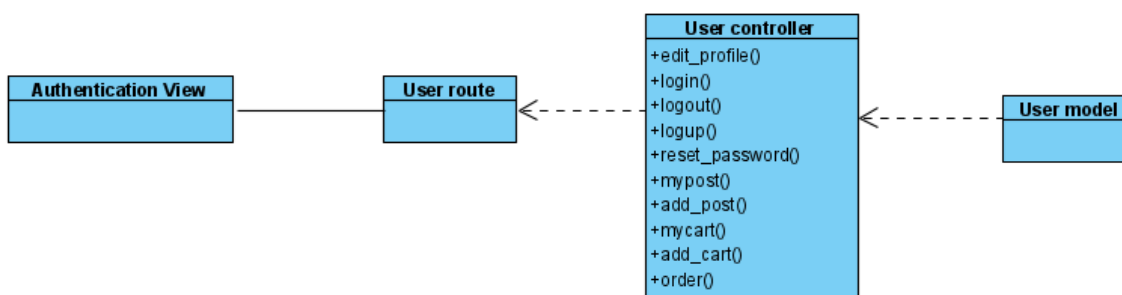 Authentication View
User route
User controller
+edit_profile()
+login()
+logout()
+logup()
+reset_password()
+mypost()
+add_post()
+mycart()
+add_cart()
+order()
User model